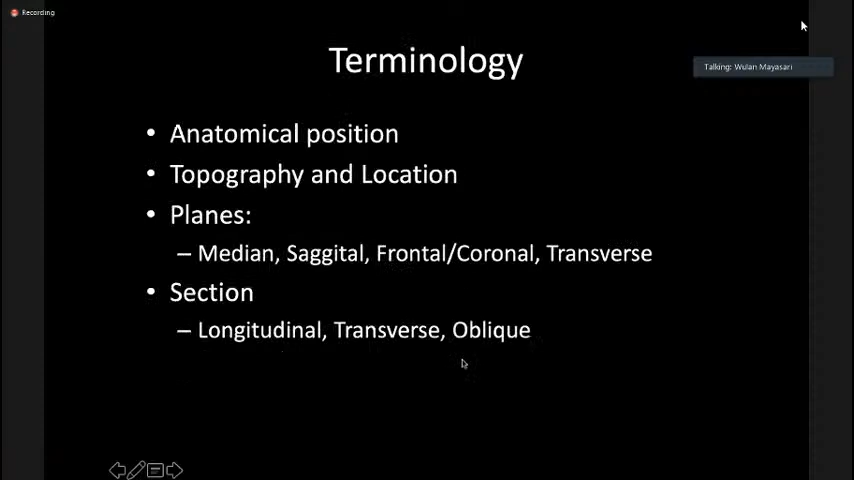 Recording
Terminology
Talking: Wulan Mayasari
• Anatomical position
• Topography and Location
• Planes:
– Median, Saggital, Frontal/Coronal, Transverse
• Section
– Longitudinal, Transverse, Oblique